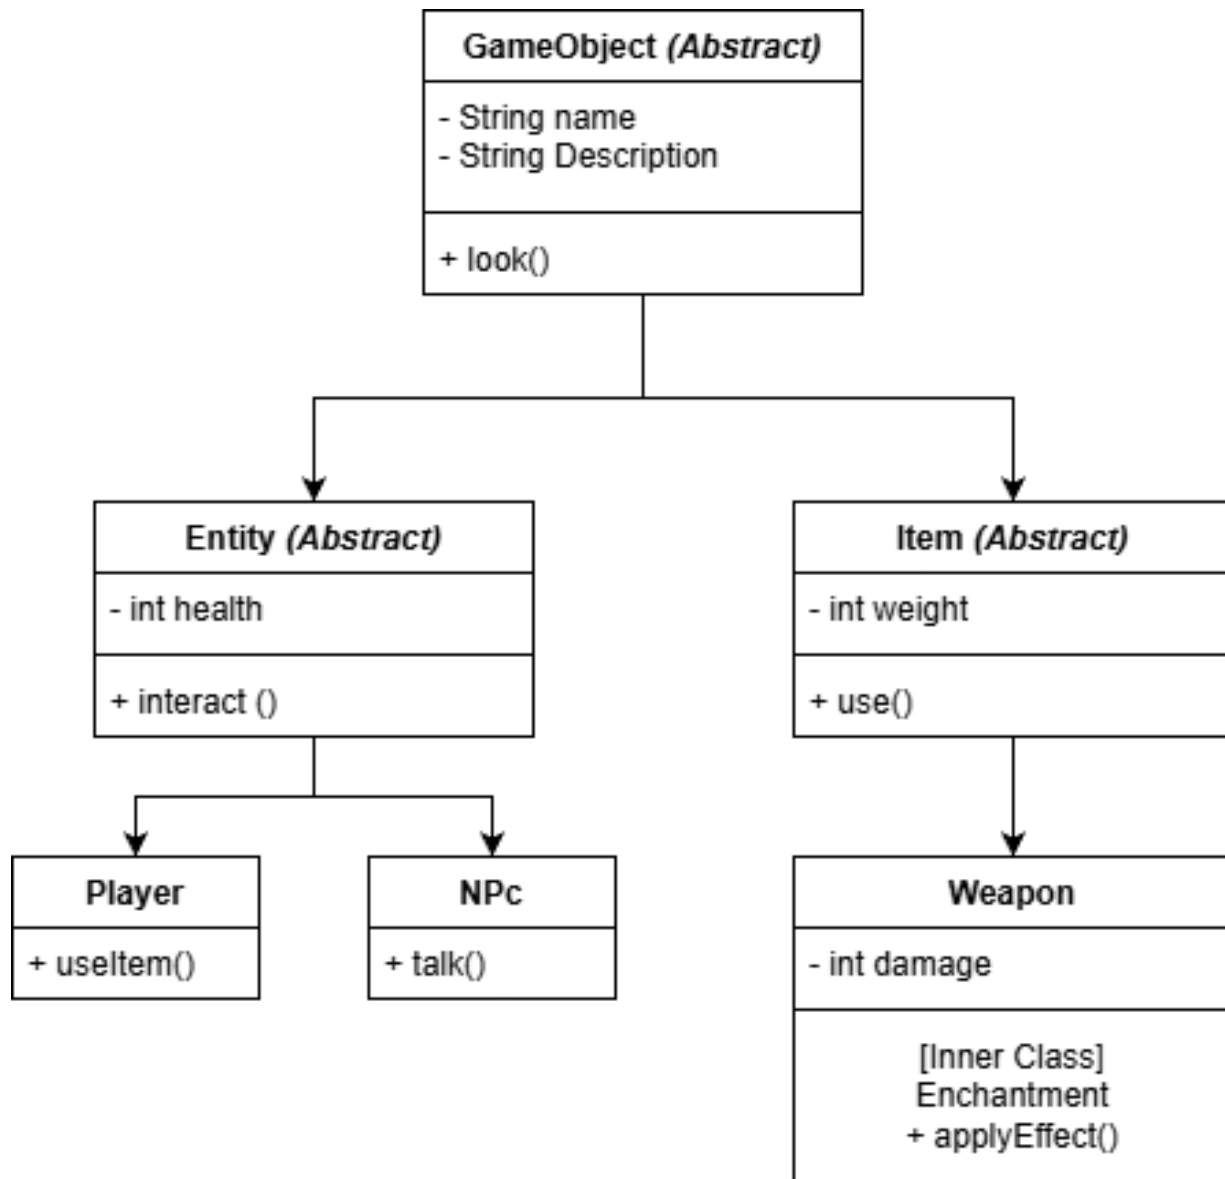 GameObject (Abstract)
- String name
- String Description
+ look()
Entity (Abstract)
- int health
+ interact ()
Item (Abstract)
- int weight
+ use()
Player
+ useItem()
NPc
+ talk()
Weapon
- int damage
[Inner Class]
Enchantment
+ applyEffect()